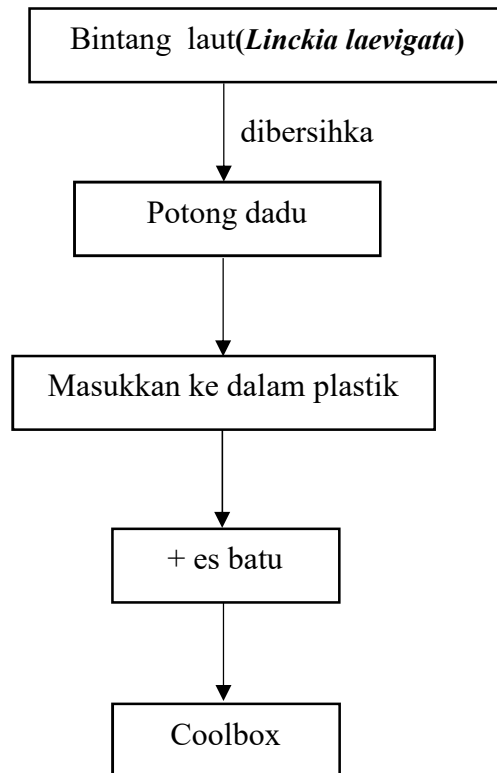 Bintang laut(Linckia laevigata)
dibersihka
Potong dadu
Masukkan ke dalam plastik
+ es batu
Coolbox